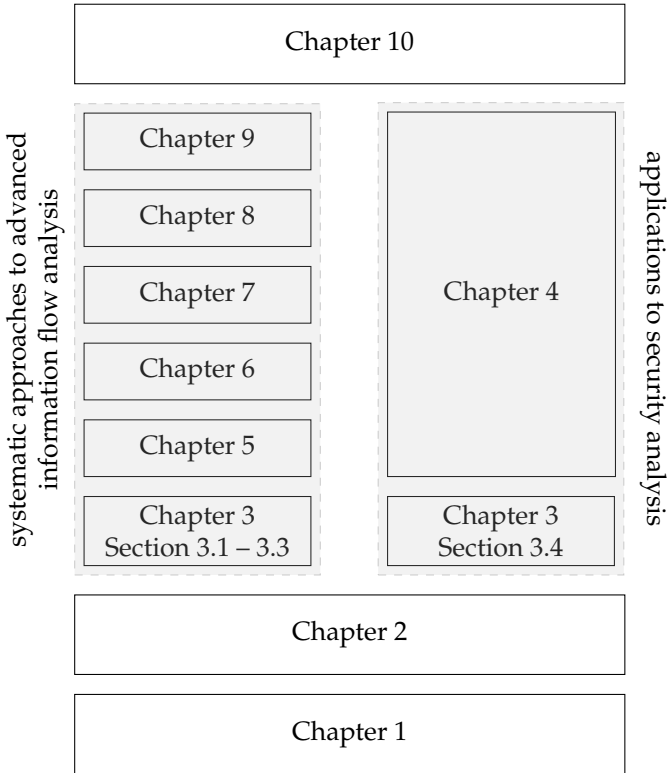 Chapter 10
systematic approaches to advanced
information flow analysis
Chapter 9
Chapter 8
Chapter 7
Chapter 6
Chapter 5
Chapter 3
Section 3.1 – 3.3
Chapter 4
Chapter 3
Section 3.4
applications to security analysis
Chapter 2
Chapter 1